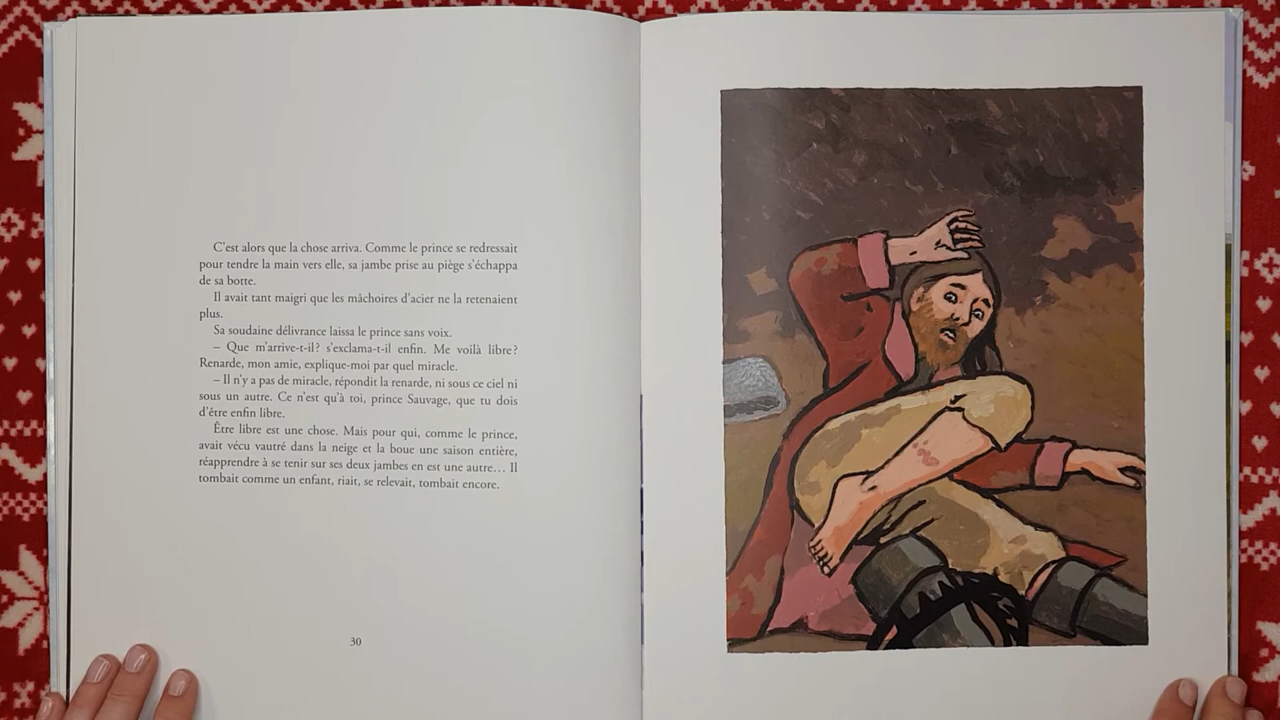 C'est alors que la chose arriva. Comme le prince se redressait
pour tendre la main vers elle, sa jambe prise au piège s'échappa
de sa botte.
Il avait tant maigri que les mâchoires d'acier ne la retenaient
plus.
Sa soudaine délivrance laissa le prince sans voix.
– Que m'arrive-t-il? s'exclama-t-il enfin. Me voilà libre?
Renarde, mon amie, explique-moi par quel miracle.
– Il n'y a pas de miracle, répondit la renarde, ni sous ce ciel ni
sous un autre. Ce n'est qu'à toi, prince Sauvage, que tu dois
d'être enfin libre.
Être libre est une chose. Mais pour qui, comme le prince,
avait vécu vautré dans la neige et la boue une saison entière,
réapprendre à se tenir sur ses deux jambes en est une autre… Il
tombait comme un enfant, riait, se relevait, tombait encore.
30